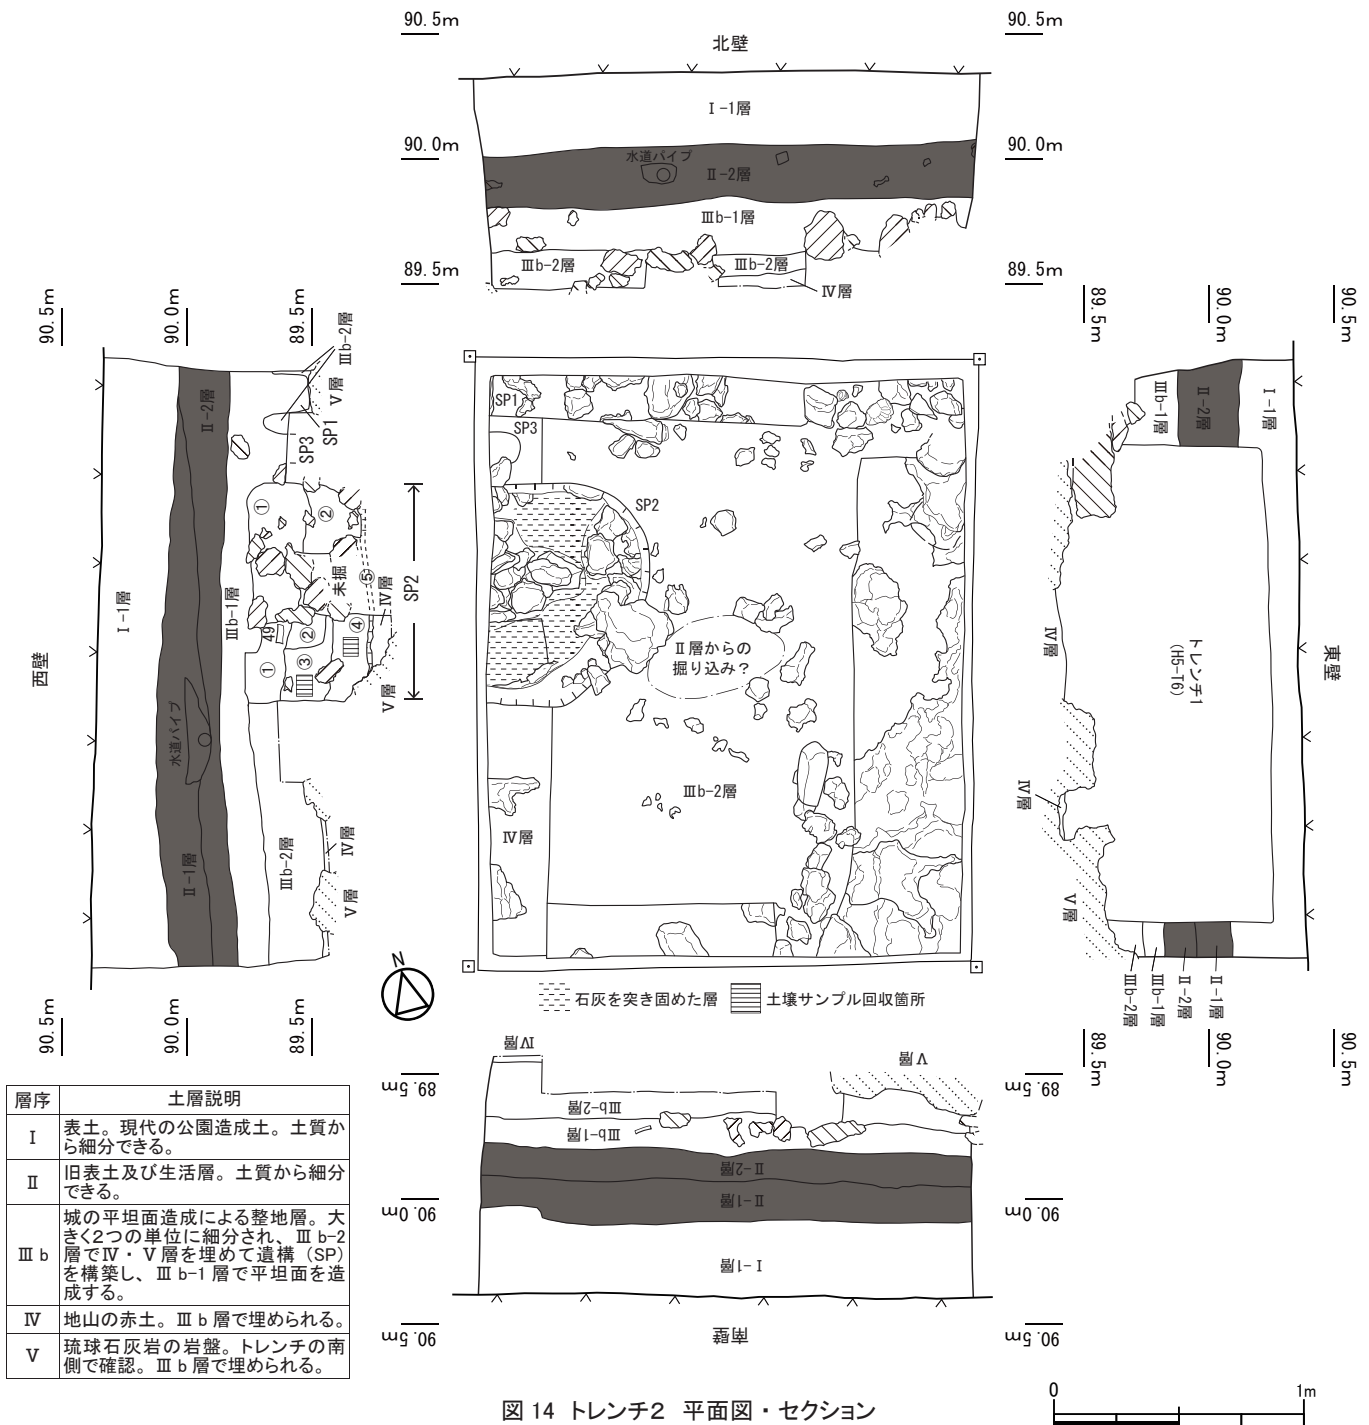 90.5m
90.5m
北壁
Ⅰ-1層
90.0m
90.0m
水道パイプ
Ⅱ-2層
Ⅲb-1層
89.5m
89.5m
Ⅲb-2層
Ⅲb-2層
Ⅳ層
90.5m
90.0m
89.5m
Ⅲb-2層
Ⅴ層
SP1
SP3
Ⅱ-2層
①
②
未掘
⑤
Ⅳ層
SP2
Ⅰ-1層
Ⅲb-1層
49
②
④
①
③
Ⅴ層
西壁
水道パイプ
Ⅱ-1層
Ⅲb-2層
Ⅳ層
Ⅴ層
90.5m
90.0m
89.5m
SP1
SP3
SP2
Ⅱ層からの
掘り込み?
Ⅲb-2層
Ⅳ層
89.5m
90.0m
90.5m
Ⅲb-1層
Ⅱ-2層
Ⅰ-1層
Ⅳ層
トレンチ1
(H5-T6)
東壁
Ⅳ層
Ⅴ層
Ⅲb-2層
Ⅲb-1層
Ⅱ-2層
Ⅱ-1層
89.5m
90.0m
90.5m
N
石灰を突き固めた層
土壌サンプル回収箇所
Ⅳ層
Ⅴ層
89.5m
89.5m
Ⅲb-2層
Ⅲb-1層
Ⅱ-2層
Ⅱ-1層
90.0m
90.0m
Ⅰ-1層
90.5m
90.5m
南壁
層序 土層説明
Ⅰ 表土。現代の公園造成土。土質か
ら細分できる。
Ⅱ 旧表土及び生活層。土質から細分
できる。
Ⅲb 城の平坦面造成による整地層。大
きく2つの単位に細分され、Ⅲb-2
層でⅣ・Ⅴ層を埋めて遺構(SP)
を構築し、Ⅲb-1層で平坦面を造
成する。
Ⅳ 地山の赤土。Ⅲb層で埋められる。
Ⅴ 琉球石灰岩の岩盤。トレンチの南
側で確認。Ⅲb層で埋められる。
図14 トレンチ2 平面図・セクション
0 1m